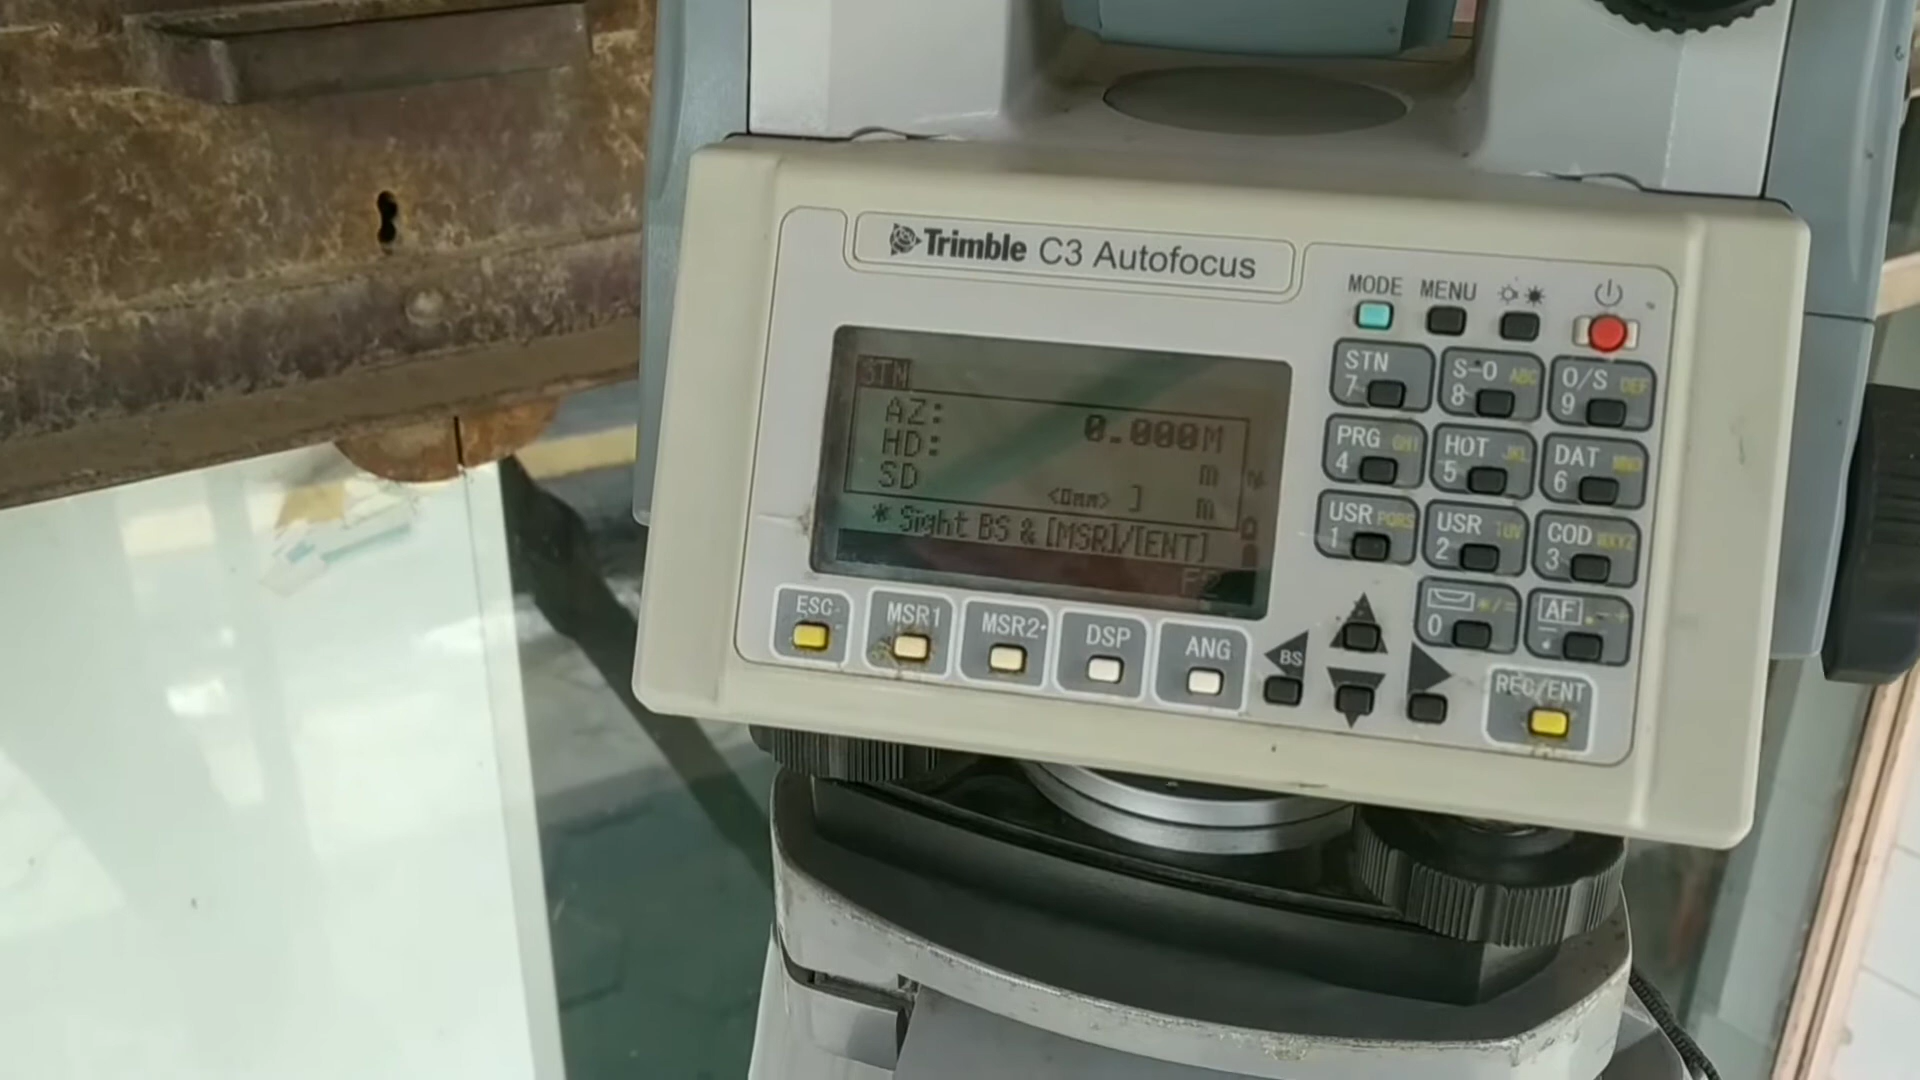 Trimble C3 Autofocus
MODE MENU
STN
AZ: 0.000M
HD: m
SD m
<0mm> ]
* Sight BS & [MSR]/[ENT]
STN S-O ABC O/S DEF
7 8 9
PRG GHI HOT JKL DAT MNO
4 5 6
USR PQRS USR TUV COD WXYZ
1 2 3
*/=
0
AF .-+
.
ESC MSR1 MSR2 DSP ANG
BS
REC/ENT